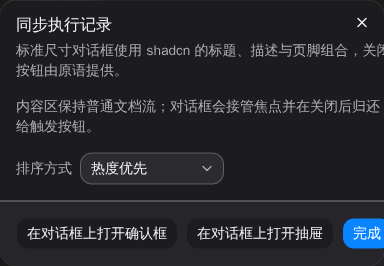 同步执行记录
标准尺寸对话框使用 shadcn 的标题、描述与页脚组合，关闭
按钮由原语提供。
内容区保持普通文档流；对话框会接管焦点并在关闭后归还
给触发按钮。
排序方式 热度优先
在对话框上打开确认框 在对话框上打开抽屉 完成